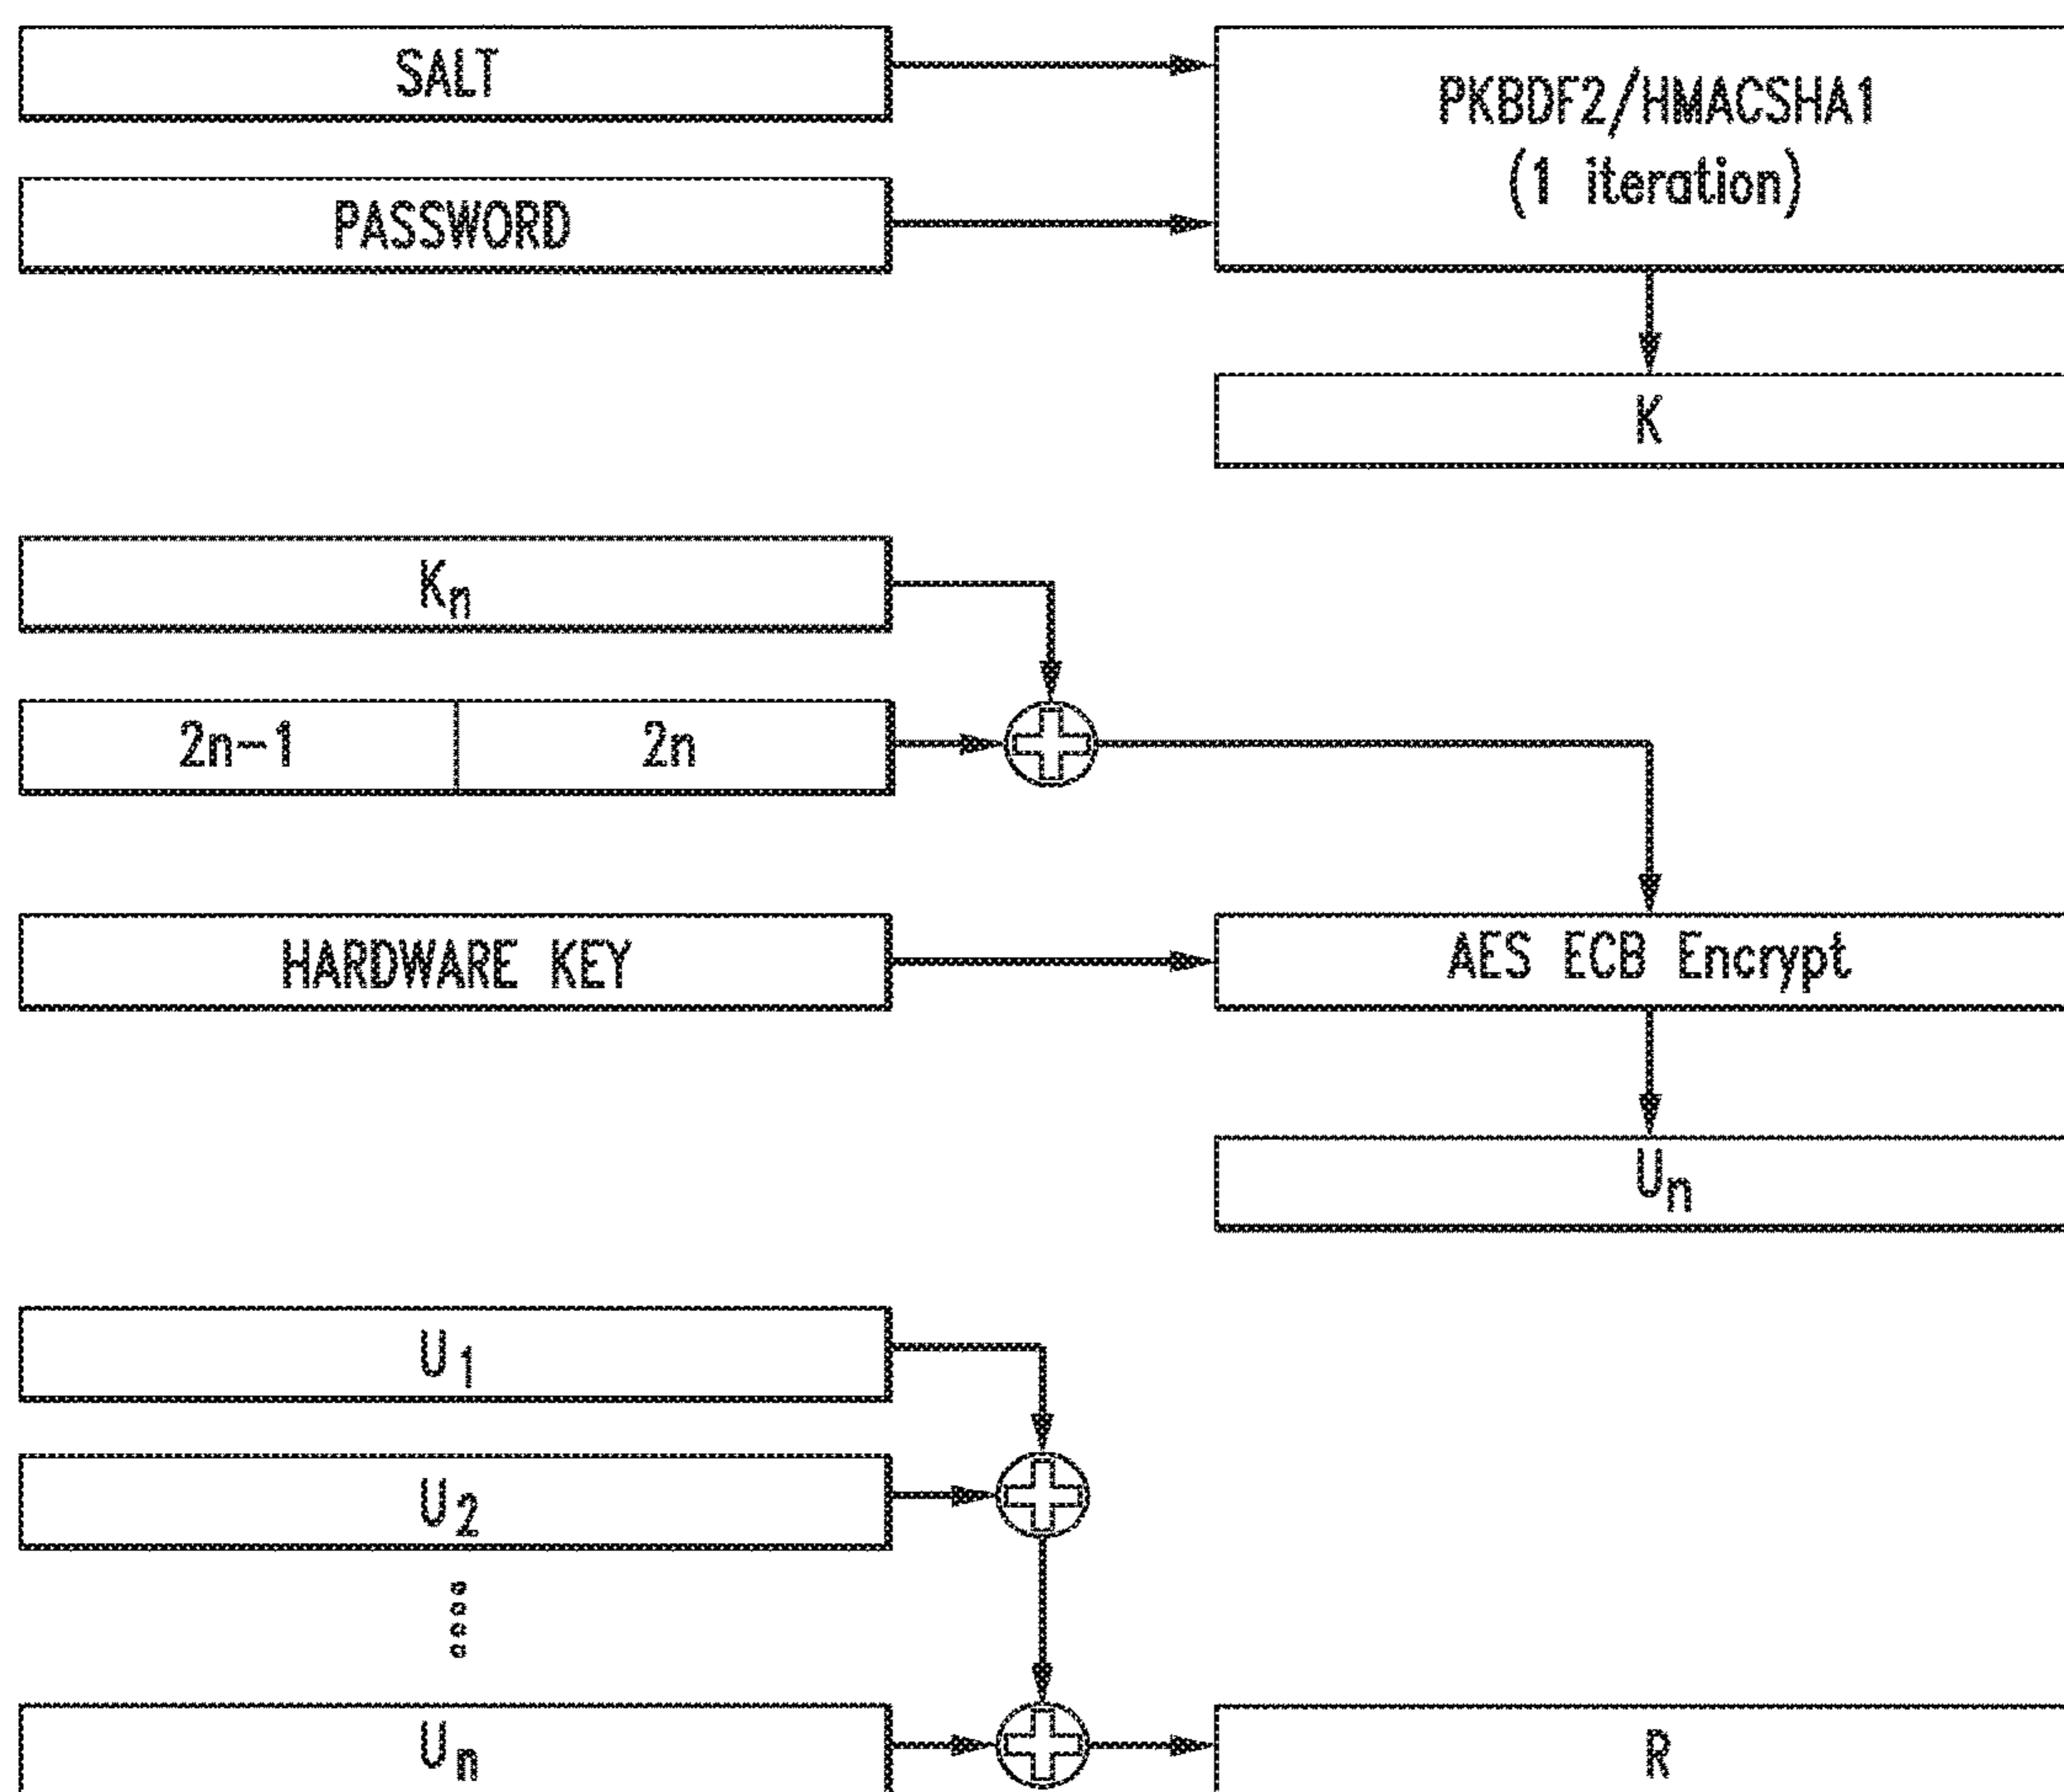 SALT
PKBDF2/HMACSHA1
(1 iteration)
PASSWORD
K
Kn
2n-1 2n
HARDWARE KEY
AES ECB Encrypt
Un
U1
U2
Un
R